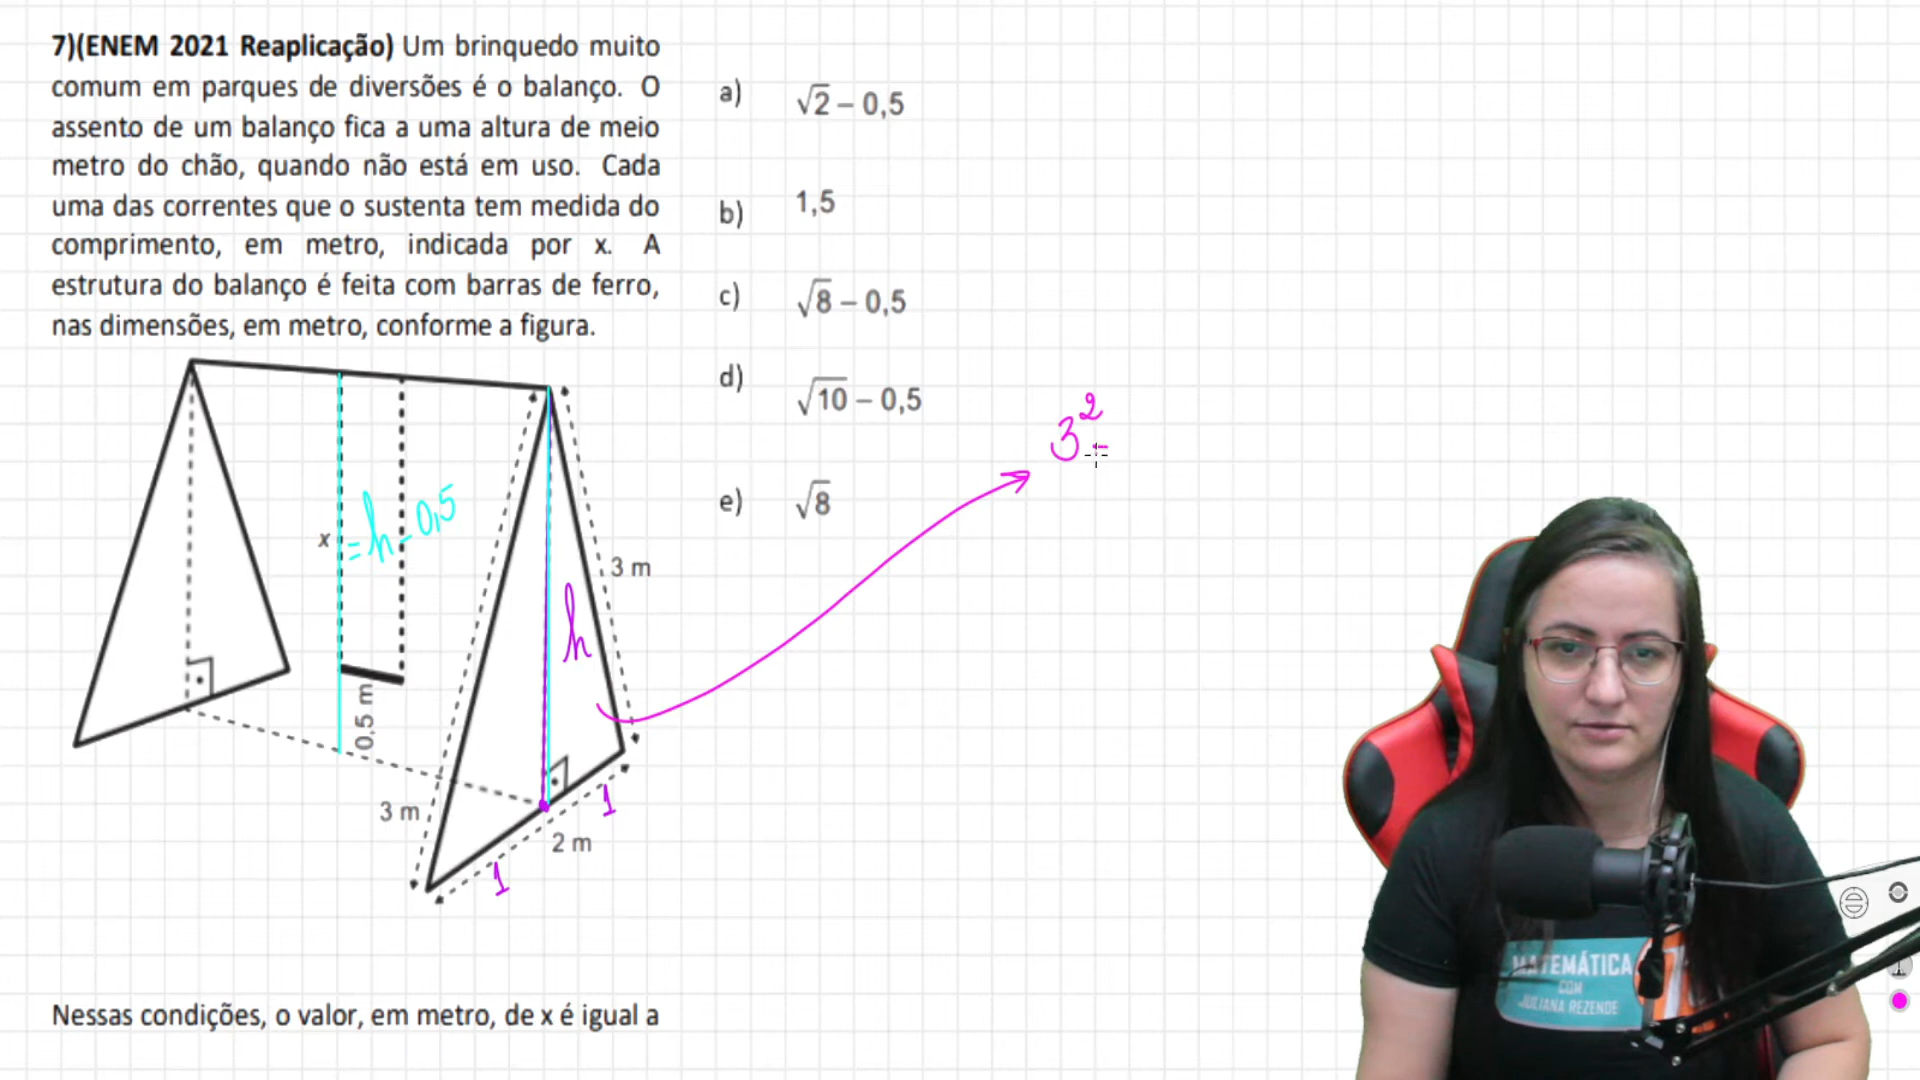 7)(ENEM 2021 Reaplicação) Um brinquedo muito
comum em parques de diversões é o balanço. O
assento de um balanço fica a uma altura de meio
metro do chão, quando não está em uso. Cada
uma das correntes que o sustenta tem medida do
comprimento, em metro, indicada por x. A
estrutura do balanço é feita com barras de ferro,
nas dimensões, em metro, conforme a figura.
x
= h - 0,5
0,5 m
h
3 m
3 m
2 m
1
1
Nessas condições, o valor, em metro, de x é igual a
a) √2 – 0,5
b) 1,5
c) √8 – 0,5
d) √10 – 0,5
e) √8
3²
MATEMÁTICA
COM
JULIANA REZENDE